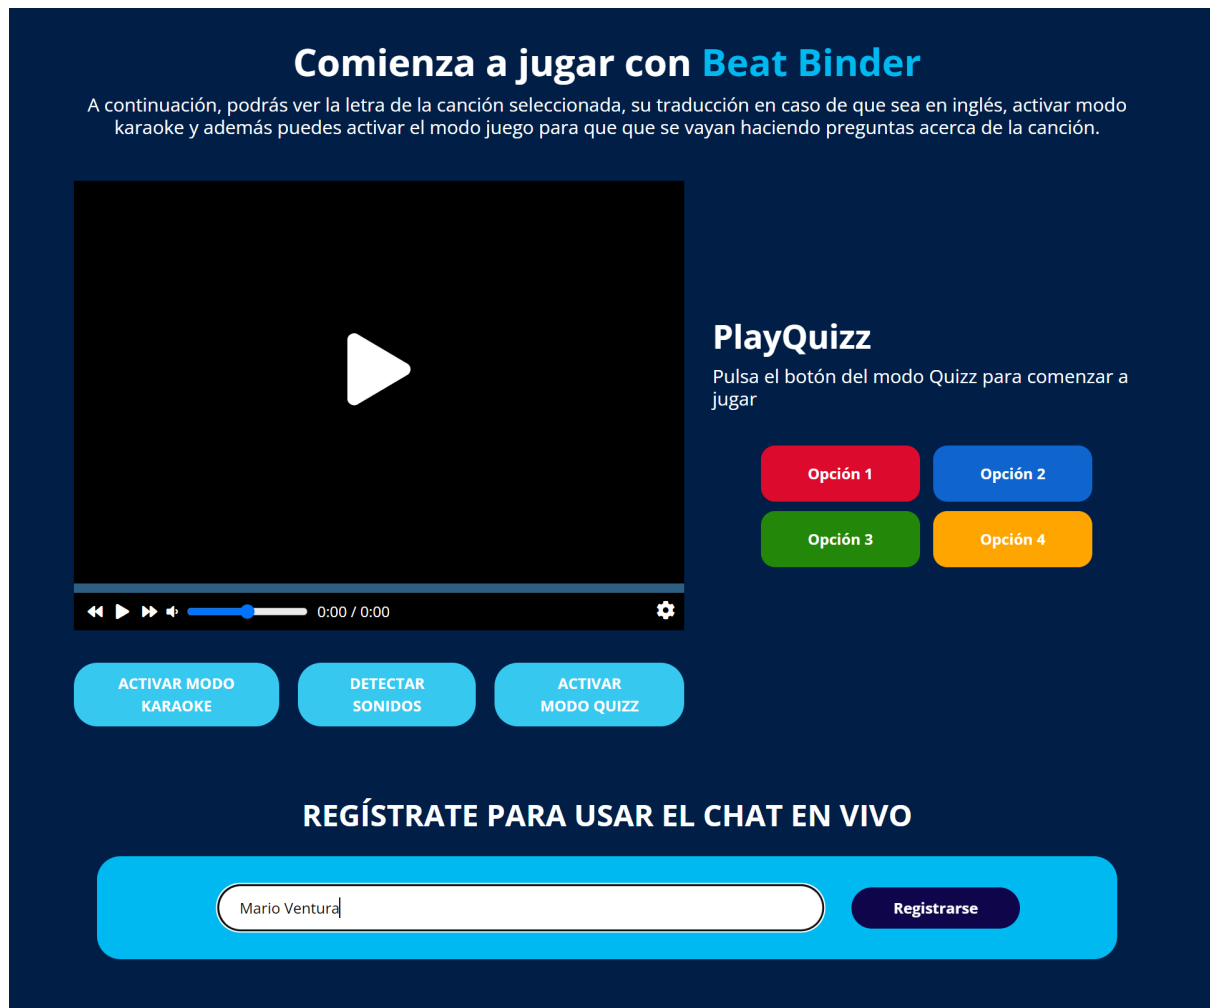 Comienza a jugar con Beat Binder
A continuación, podrás ver la letra de la canción seleccionada, su traducción en caso de que sea en inglés, activar modo
karaoke y además puedes activar el modo juego para que que se vayan haciendo preguntas acerca de la canción.
PlayQuizz
Pulsa el botón del modo Quizz para comenzar a
jugar
Opción 1
Opción 2
Opción 3
Opción 4
0:00 / 0:00
ACTIVAR MODO
KARAOKE
DETECTAR
SONIDOS
ACTIVAR
MODO QUIZZ
REGÍSTRATE PARA USAR EL CHAT EN VIVO
Mario Ventura
Registrarse